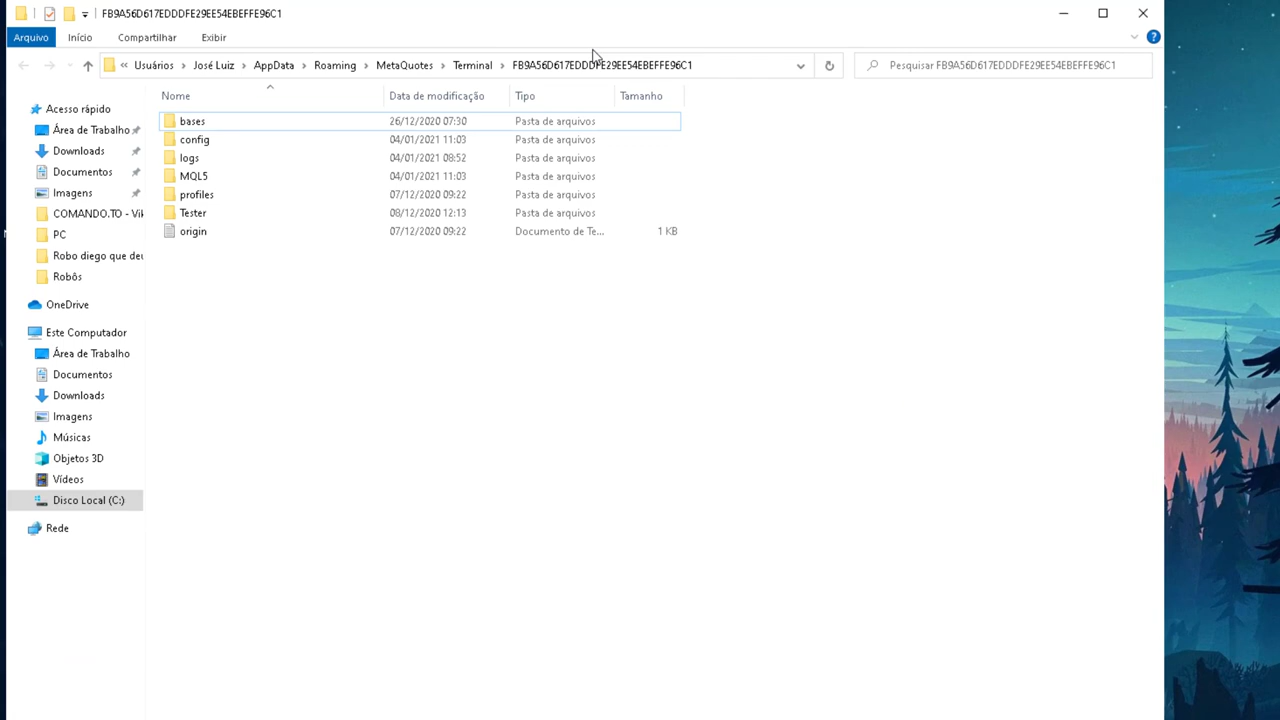 FB9A56D617EDDDFE29EE54EBEFFE96C1
Arquivo Início Compartilhar Exibir
« Usuários > José Luiz > AppData > Roaming > MetaQuotes > Terminal > FB9A56D617EDDDFE29EE54EBEFFE96C1
Pesquisar FB9A56D617EDDDFE29EE54EBEFFE96C1
Nome Data de modificação Tipo Tamanho
bases 26/12/2020 07:30 Pasta de arquivos
config 04/01/2021 11:03 Pasta de arquivos
logs 04/01/2021 08:52 Pasta de arquivos
MQL5 04/01/2021 11:03 Pasta de arquivos
profiles 07/12/2020 09:22 Pasta de arquivos
Tester 08/12/2020 12:13 Pasta de arquivos
origin 07/12/2020 09:22 Documento de Te... 1 KB
Acesso rápido
Área de Trabalho
Downloads
Documentos
Imagens
COMANDO.TO - Vik
PC
Robo diego que deu
Robôs
OneDrive
Este Computador
Área de Trabalho
Documentos
Downloads
Imagens
Músicas
Objetos 3D
Vídeos
Disco Local (C:)
Rede